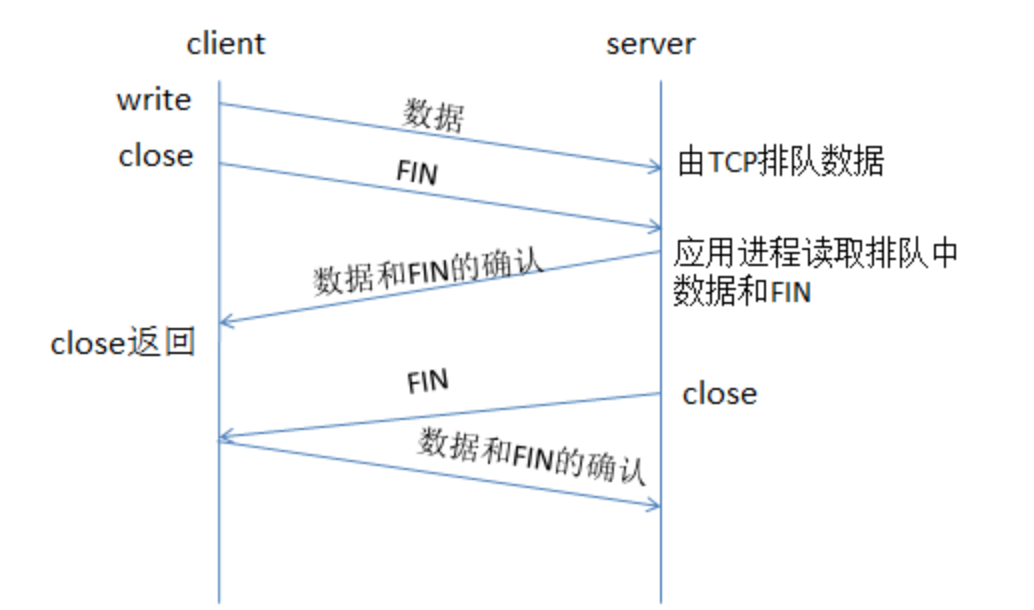 client
server
write
数据
close
FIN
由TCP排队数据
应用进程读取排队中
数据和FIN
数据和FIN的确认
close返回
FIN
close
数据和FIN的确认